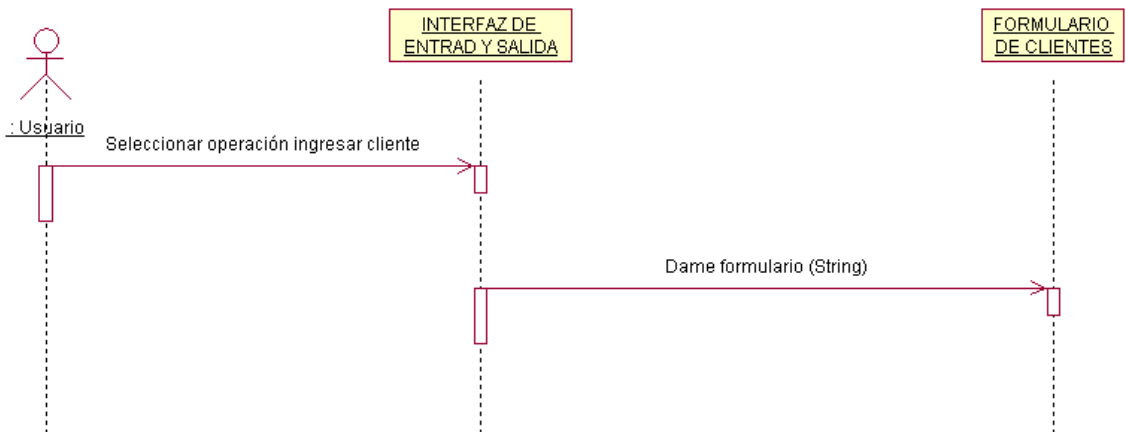 INTERFAZ DE
ENTRAD Y SALIDA
FORMULARIO
DE CLIENTES
: Usuario
Seleccionar operación ingresar cliente
Dame formulario (String)